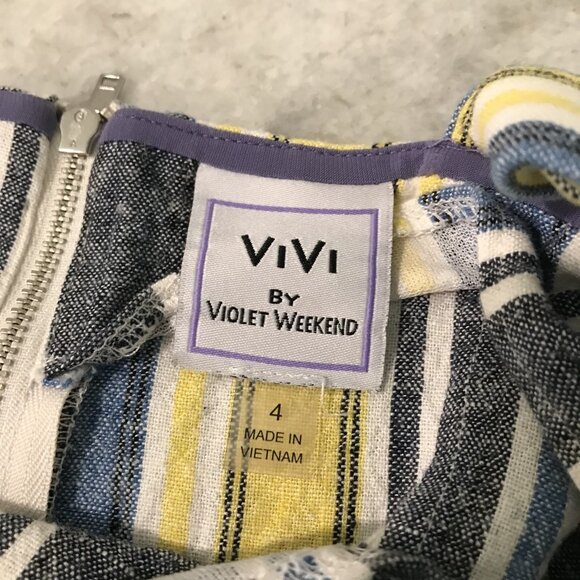 ViVi
BY
VIOLET WEEKEND
4
MADE IN
VIETNAM